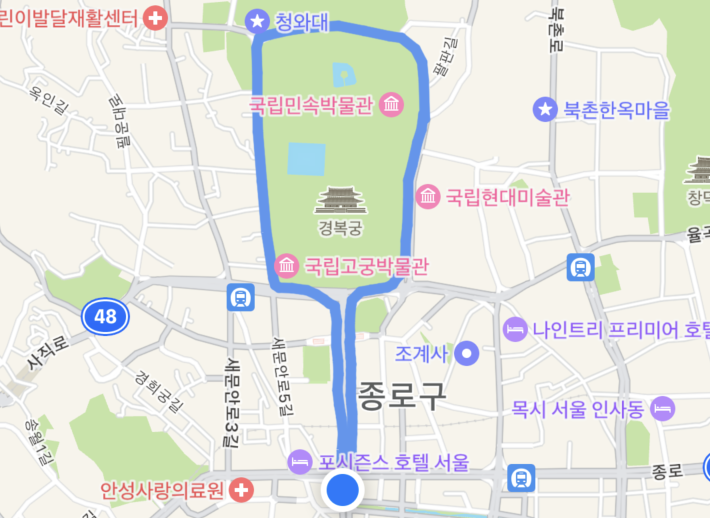 린이발달재활센터
청와대
북촌로
팔판길
옥인길
필운대로
국립민속박물관
북촌한옥마을
국립현대미술관
경복궁
창덕
율곡
국립고궁박물관
48
사직로
새문안로5길
나인트리 프리미어 호텔
조계사
경희궁길
새문안로3길
종로구
목시 서울 인사동
송월1길
포시즌스 호텔 서울
종로
안성사랑의료원